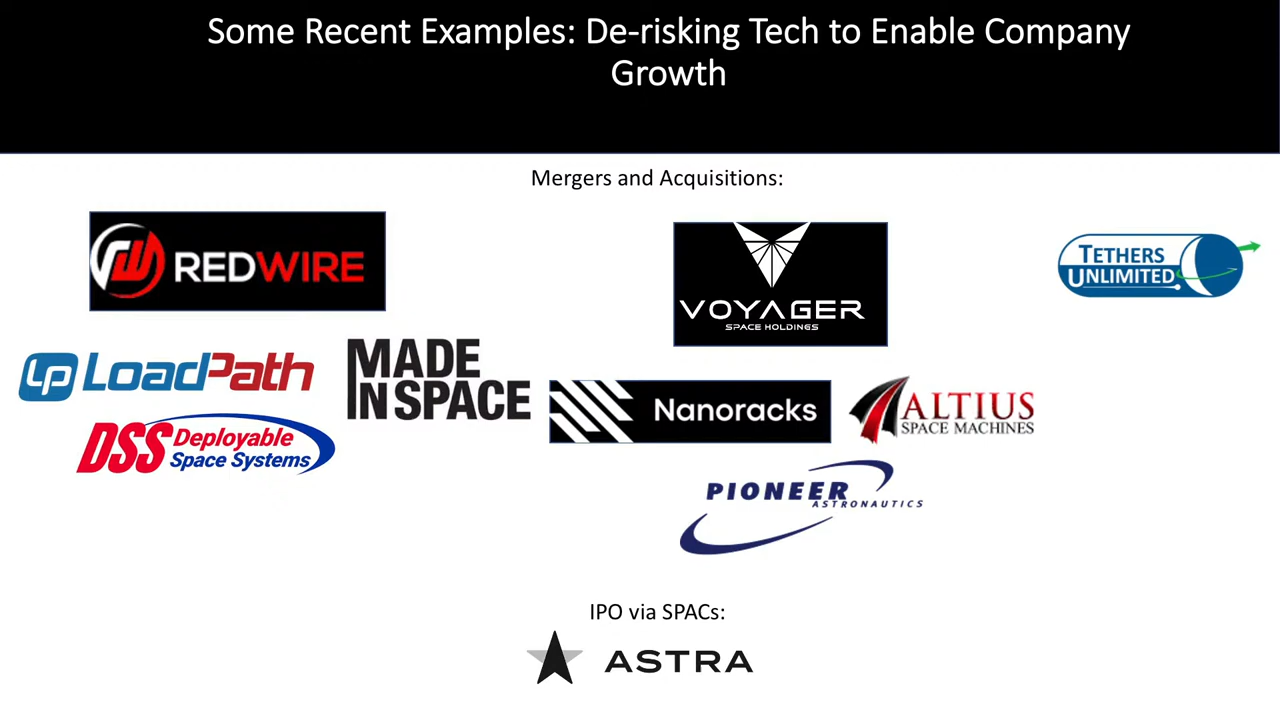 Some Recent Examples: De-risking Tech to Enable Company
Growth
Mergers and Acquisitions:
REDWIRE
VOYAGER
SPACE HOLDINGS
TETHERS
UNLIMITED
LP LoadPath
MADE
IN SPACE
Nanoracks
ALTIUS
SPACE MACHINES
DSS Deployable
Space Systems
PIONEER
ASTRONAUTICS
IPO via SPACs:
ASTRA